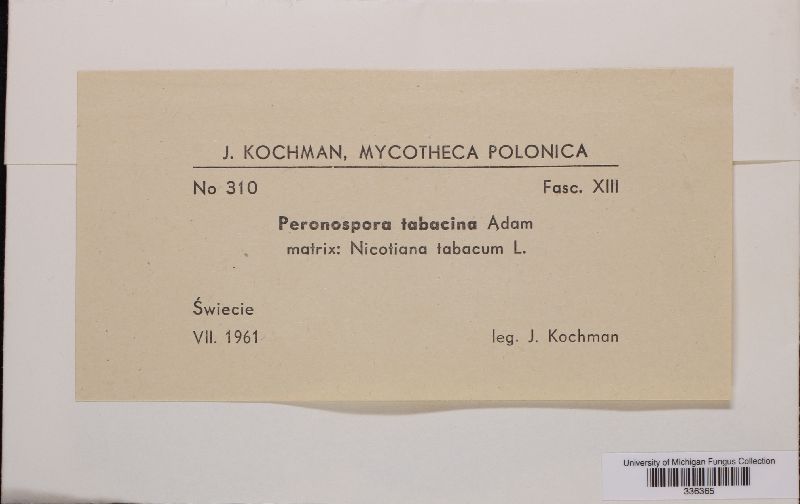 J. KOCHMAN, MYCOTHECA POLONICA
No 310 Fasc. XIII
Peronospora tabacina Adam
matrix: Nicotiana tabacum L.
Świecie
VII. 1961 leg. J. Kochman
University of Michigan Fungus Collection
336365